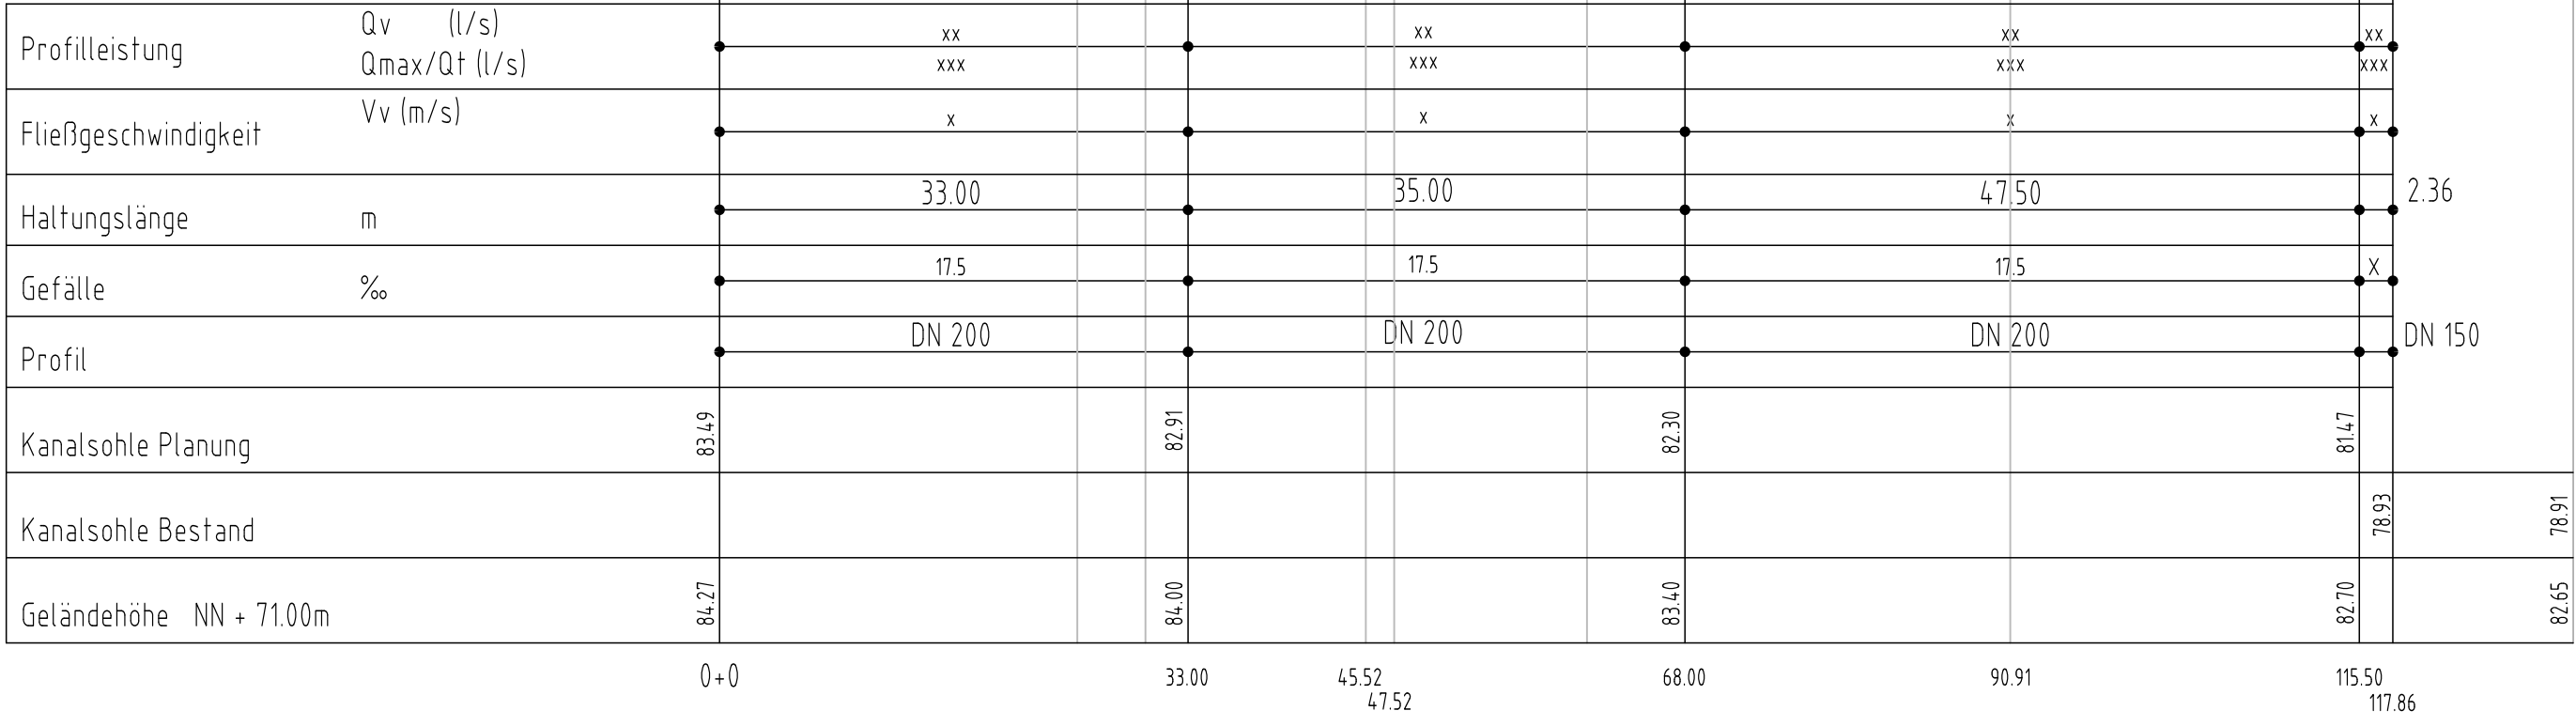 Profilleistung Qv (l/s) xx xx xx xx
Qmax/Qt (l/s) xxx xxx xxx xxx
Fließgeschwindigkeit Vv (m/s) x x x x
Haltungslänge m 33.00 35.00 47.50 2.36
Gefälle ‰ 17.5 17.5 17.5 X
Profil DN 200 DN 200 DN 200 DN 150
Kanalsohle Planung 83.49 82.91 82.30 81.47
Kanalsohle Bestand 78.93 78.91
Geländehöhe NN + 71.00m 84.27 84.00 83.40 82.70 82.65
0+0 33.00 45.52 68.00 90.91 115.50
47.52 117.86